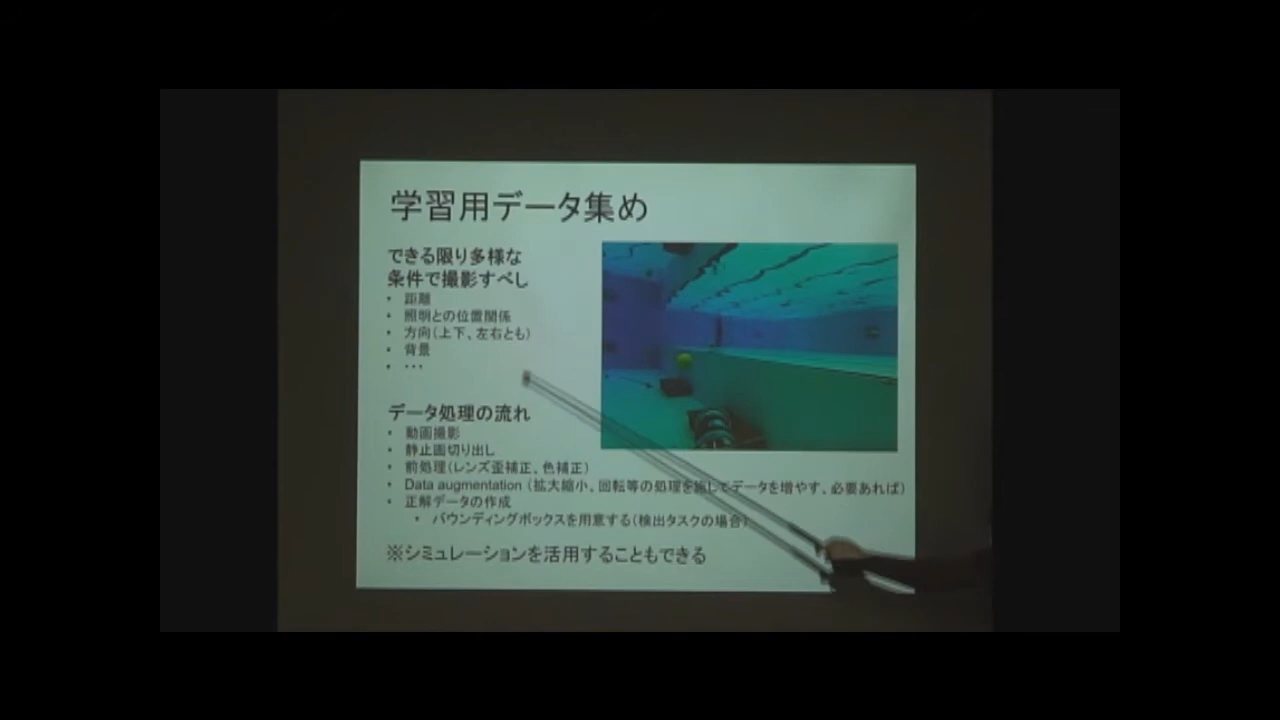 学習用データ集め
できる限り多様な
条件で撮影すべし
• 距離
• 照明との位置関係
• 方向(上下、左右とも)
• 背景
• ・・・
データ処理の流れ
• 動画撮影
• 静止画切り出し
• 前処理(レンズ歪補正、色補正)
• Data augmentation (拡大縮小、回転等の処理を施してデータを増やす、必要あれば)
• 正解データの作成
• バウンディングボックスを用意する(検出タスクの場合)
※シミュレーションを活用することもできる